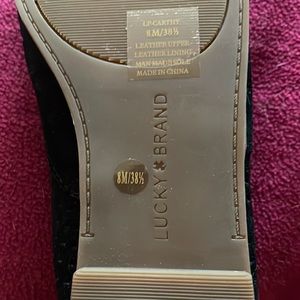 LP-CARTHY
8M/38½
LEATHER UPPER
LEATHER LINING
MAN MADE SOLE
MADE IN CHINA
LUCKY BRAND
8M/38½